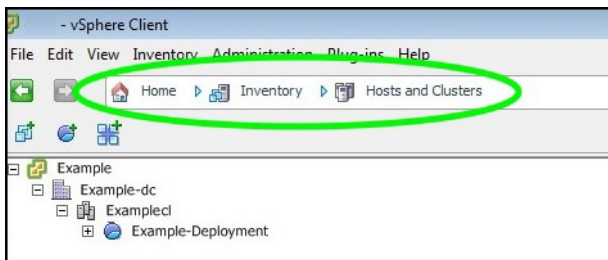 - vSphere Client
File Edit View Inventory Administration Plug-ins Help
Home Inventory Hosts and Clusters
Example
Example-dc
Examplecl
Example-Deployment